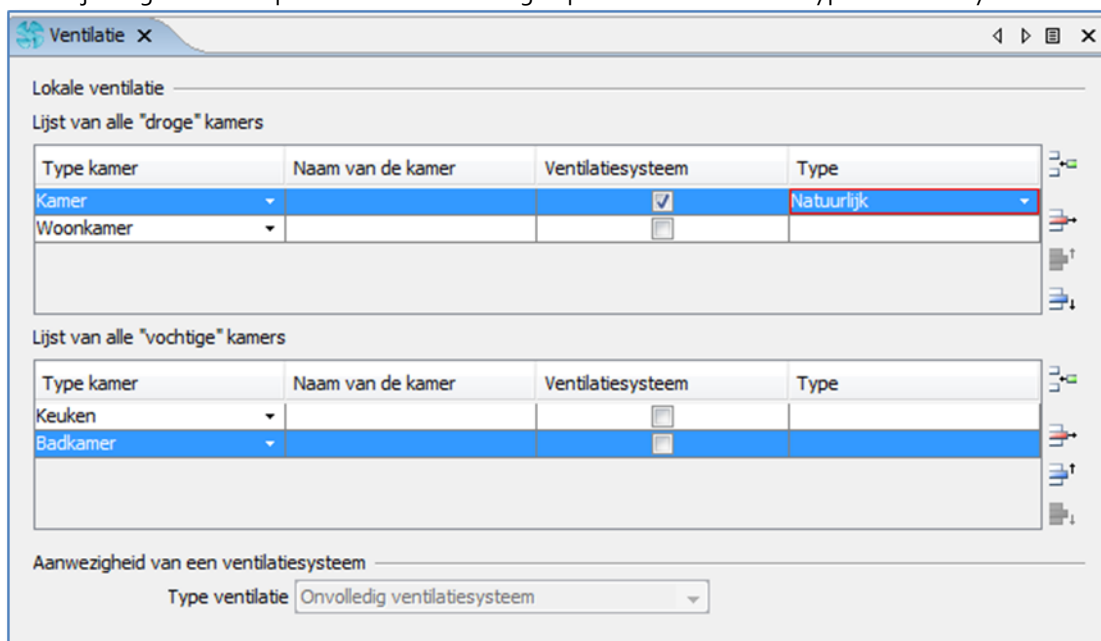 Ventilatie
Lokale ventilatie
Lijst van alle "droge" kamers
Type kamer Naam van de kamer Ventilatiesysteem Type
Kamer Natuurlijk
Woonkamer
Lijst van alle "vochtige" kamers
Type kamer Naam van de kamer Ventilatiesysteem Type
Keuken
Badkamer
Aanwezigheid van een ventilatiesysteem
Type ventilatie Onvolledig ventilatiesysteem